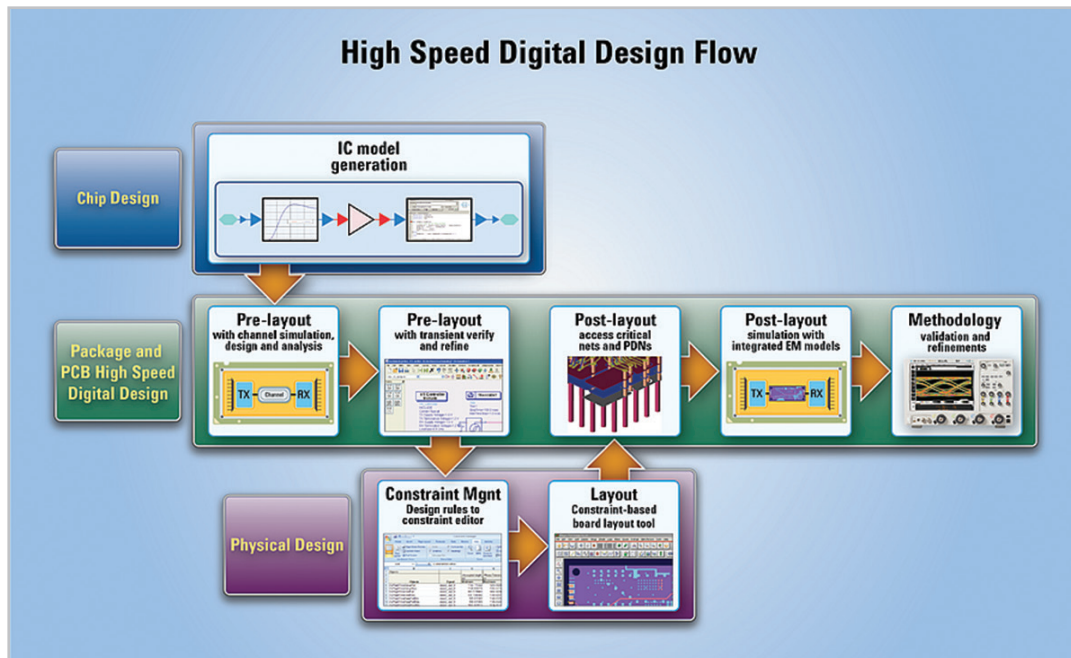 High Speed Digital Design Flow
Chip Design
IC model
generation
Package and
PCB High Speed
Digital Design
Pre-layout
with channel simulation,
design and analysis
TX
Channel
RX
Pre-layout
with transient verify
and refine
Post-layout
access critical
nets and PDNs
Post-layout
simulation with
integrated EM models
TX
RX
Methodology
validation and
refinements
Physical Design
Constraint Mgnt
Design rules to
constraint editor
Layout
Constraint-based
board layout tool